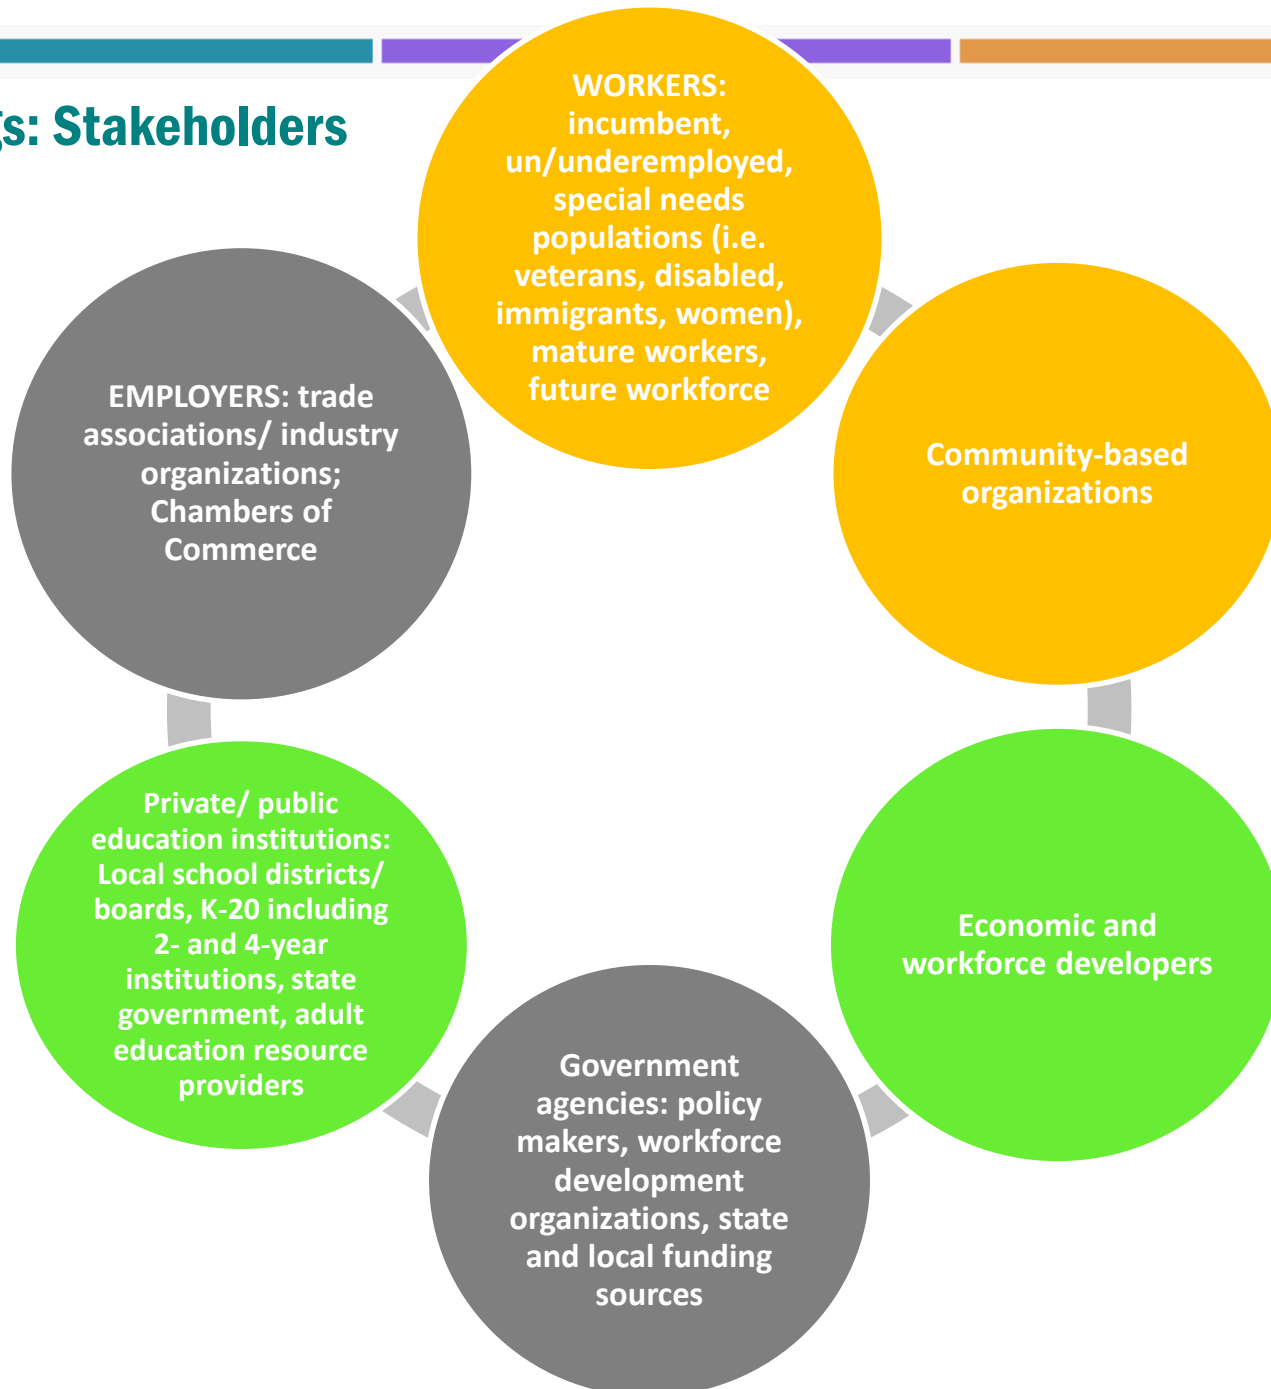 s: Stakeholders
WORKERS:
incumbent,
un/underemployed,
special needs
populations (i.e.
veterans, disabled,
immigrants, women),
mature workers,
future workforce
Community-based
organizations
Economic and
workforce developers
Government
agencies: policy
makers, workforce
development
organizations, state
and local funding
sources
Private/ public
education institutions:
Local school districts/
boards, K-20 including
2- and 4-year
institutions, state
government, adult
education resource
providers
EMPLOYERS: trade
associations/ industry
organizations;
Chambers of
Commerce